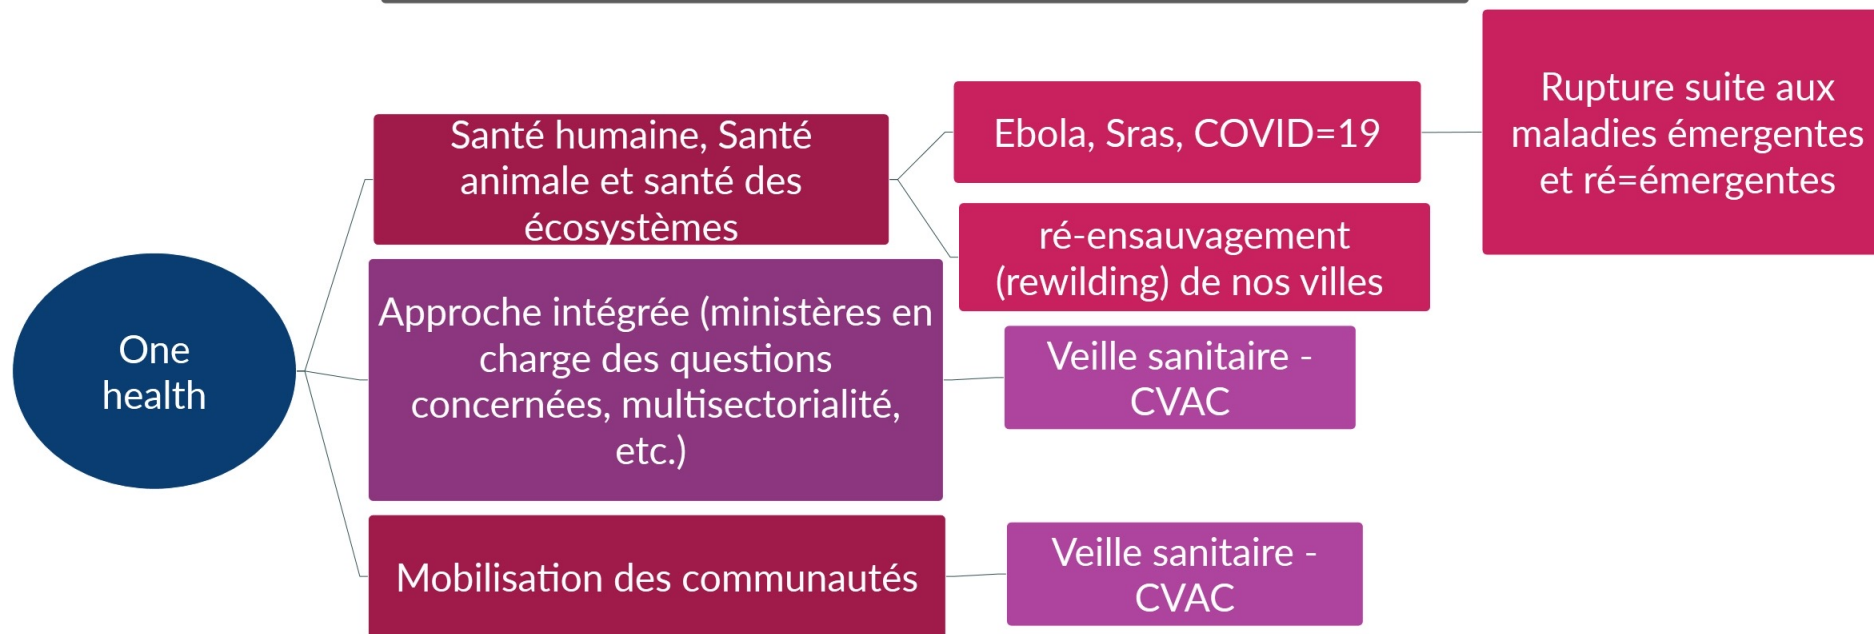 One
health
Santé humaine, Santé
animale et santé des
écosystèmes
Ebola, Sras, COVID=19
Rupture suite aux
maladies émergentes
et ré=émergentes
ré-ensauvagement
(rewilding) de nos villes
Approche intégrée (ministères en
charge des questions
concernées, multisectorialité,
etc.)
Veille sanitaire -
CVAC
Mobilisation des communautés
Veille sanitaire -
CVAC